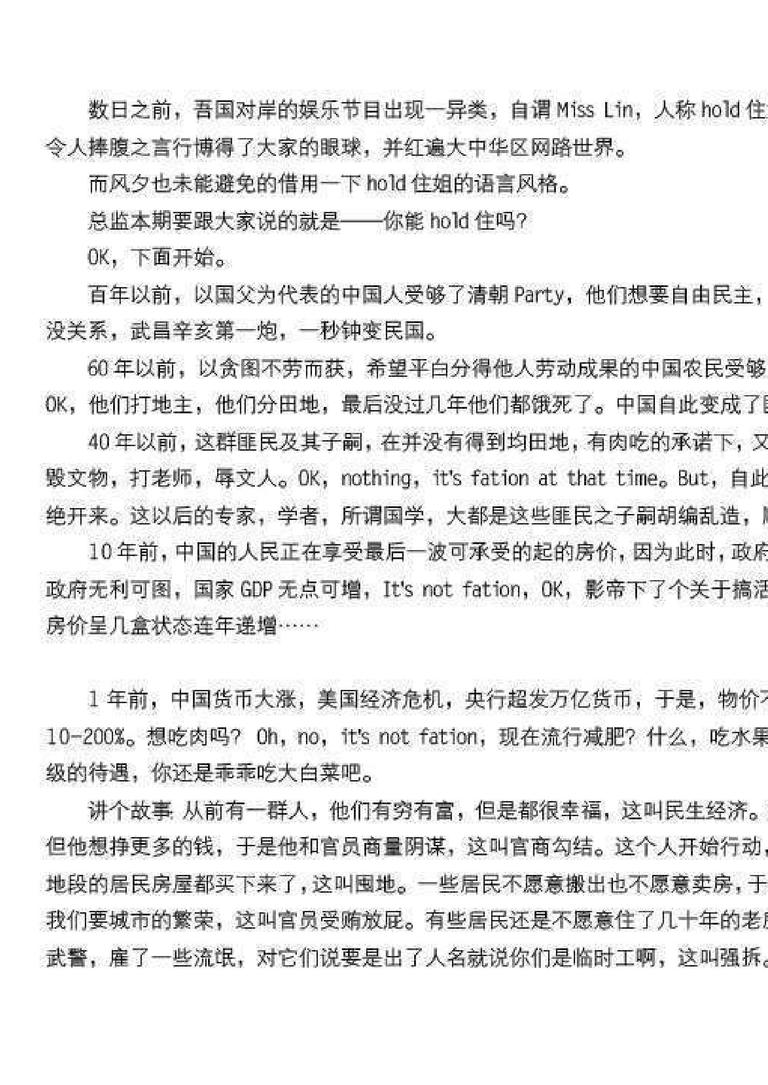 数日之前，吾国对岸的娱乐节目出现一异类，自谓 Miss Lin，人称 hold 住
令人捧腹之言行博得了大家的眼球，并红遍大中华区网路世界。
而风夕也未能避免的借用一下 hold 住姐的语言风格。
总监本期要跟大家说的就是——你能 hold 住吗？
OK，下面开始。
百年以前，以国父为代表的中国人受够了清朝 Party，他们想要自由民主，
没关系，武昌辛亥第一炮，一秒钟变民国。
60 年以前，以贪图不劳而获，希望平白分得他人劳动成果的中国农民受够
OK，他们打地主，他们分田地，最后没过几年他们都饿死了。中国自此变成了
40 年以前，这群匪民及其子嗣，在并没有得到均田地，有肉吃的承诺下，又
毁文物，打老师，辱文人。OK，nothing，it's fation at that time。But，自此
绝开来。这以后的专家，学者，所谓国学，大都是这些匪民之子嗣胡编乱造，
10 年前，中国的人民正在享受最后一波可承受的起的房价，因为此时，政府
政府无利可图，国家 GDP 无点可增，It's not fation，OK，影帝下了个关于搞活
房价呈几盒状态连年递增……
1 年前，中国货币大涨，美国经济危机，央行超发万亿货币，于是，物价不
10-200%。想吃肉吗？ Oh，no，it's not fation，现在流行减肥？什么，吃水果
级的待遇，你还是乖乖吃大白菜吧。
讲个故事 从前有一群人，他们有穷有富，但是都很幸福，这叫民生经济。
但他想挣更多的钱，于是他和官员商量阴谋，这叫官商勾结。这个人开始行动，
地段的居民房屋都买下来了，这叫囤地。一些居民不愿意搬出也不愿意卖房，于
我们要城市的繁荣，这叫官员受贿放屁。有些居民还是不愿意住了几十年的老房
武警，雇了一些流氓，对它们说要是出了人名就说你们是临时工啊，这叫强拆。